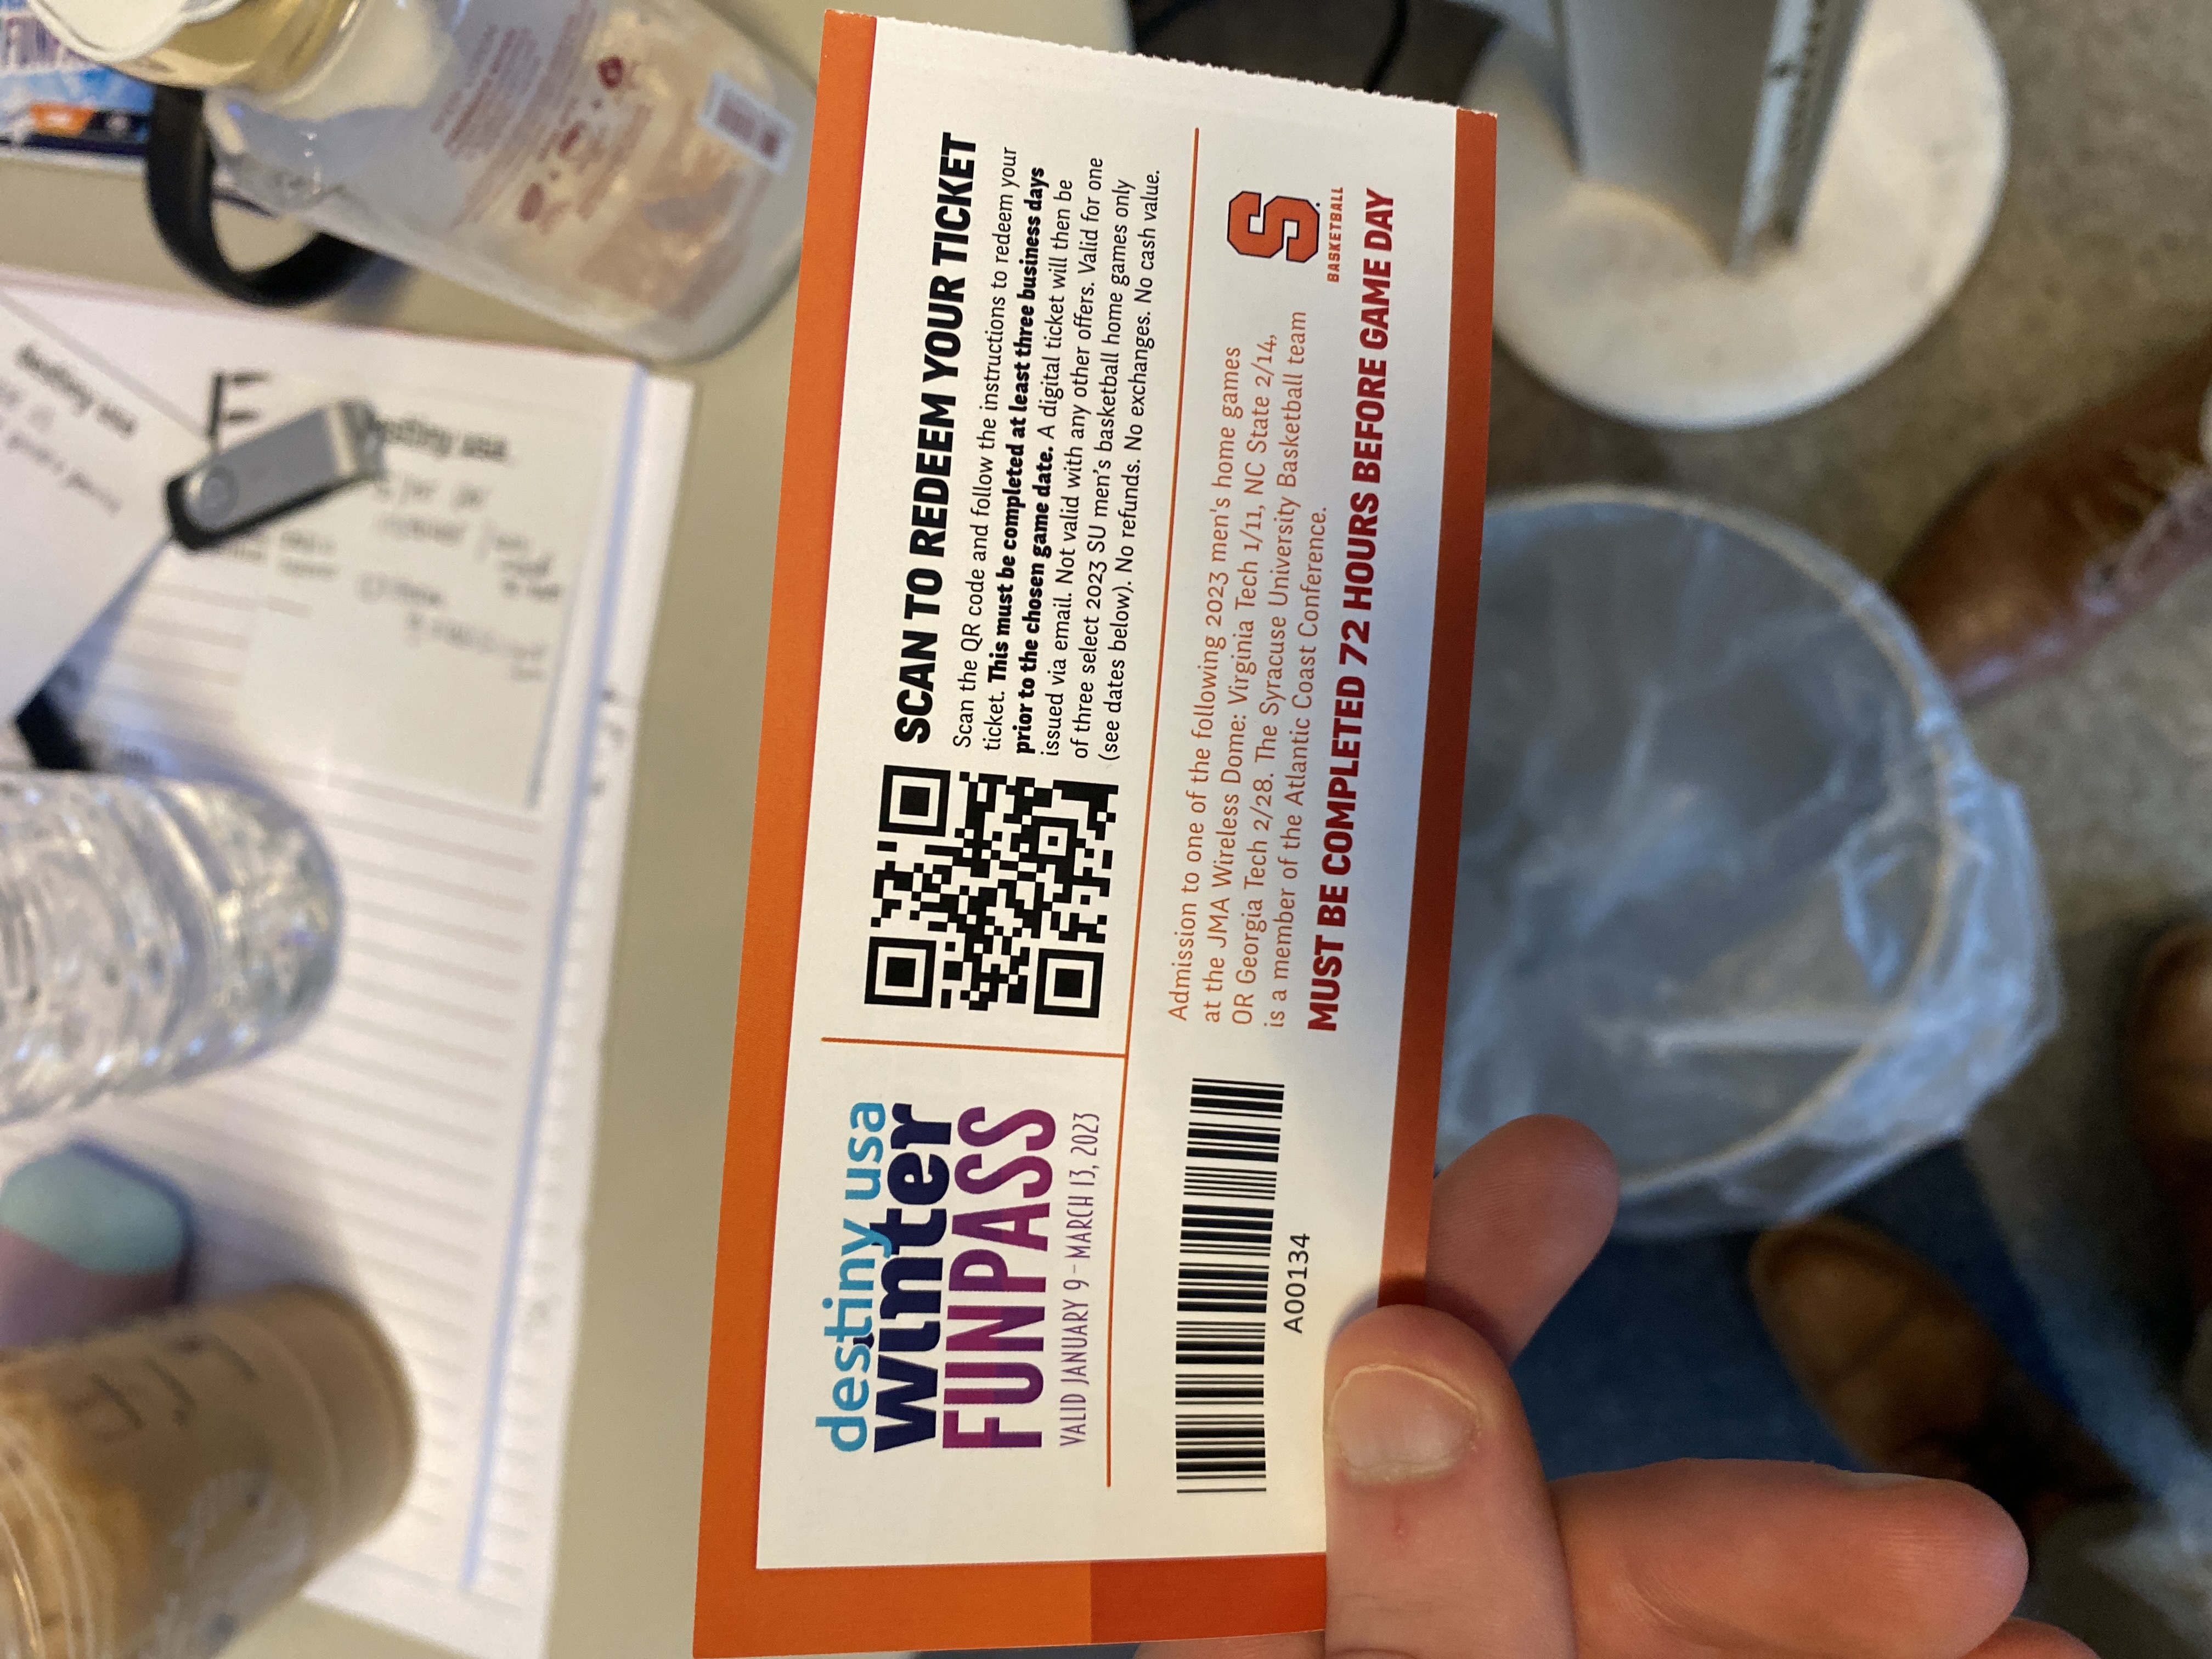 destiny usa
winter
FUNPASS
VALID JANUARY 9 - MARCH 13, 2023
SCAN TO REDEEM YOUR TICKET
Scan the QR code and follow the instructions to redeem your
ticket. This must be completed at least three business days
prior to the chosen game date. A digital ticket will then be
issued via email. Not valid with any other offers. Valid for one
of three select 2023 SU men's basketball home games only
(see dates below). No refunds. No exchanges. No cash value.
A00134
Admission to one of the following 2023 men's home games
at the JMA Wireless Dome: Virginia Tech 1/11, NC State 2/14,
OR Georgia Tech 2/28. The Syracuse University Basketball team
is a member of the Atlantic Coast Conference.
MUST BE COMPLETED 72 HOURS BEFORE GAME DAY
S
BASKETBALL